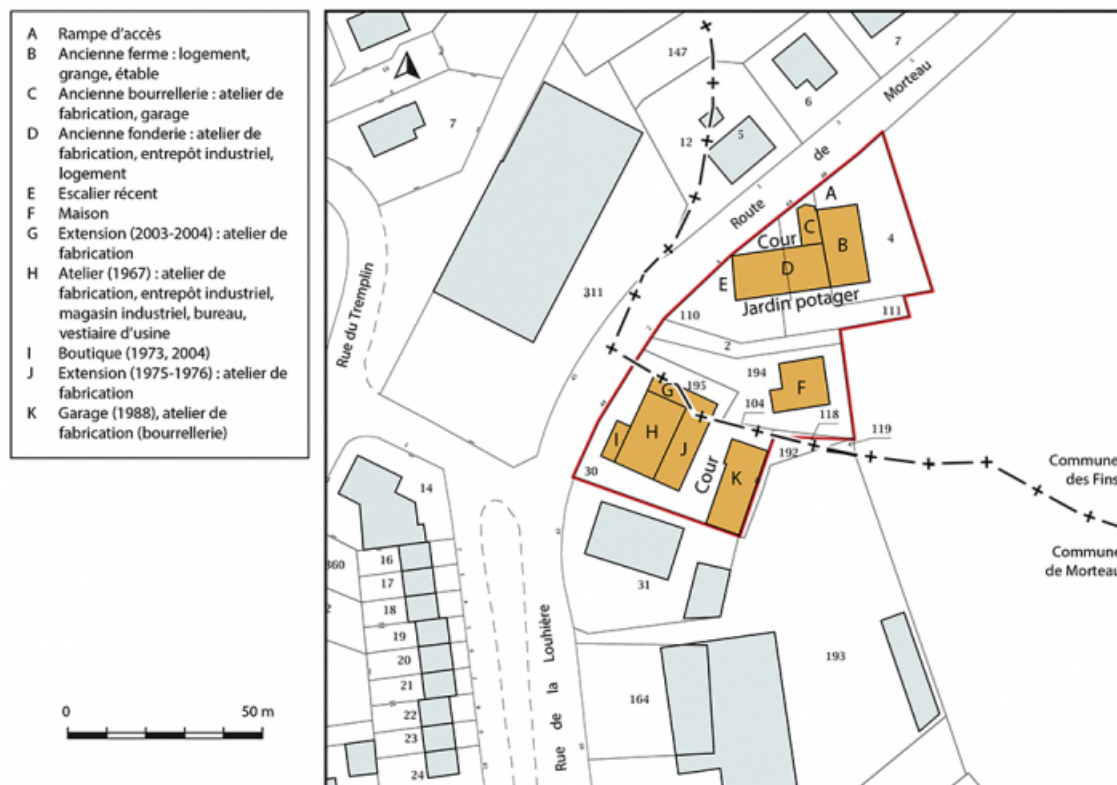 A Rampe d'accès
B Ancienne ferme : logement,
grange, étable
C Ancienne bourrellerie : atelier de
fabrication, garage
D Ancienne fonderie : atelier de
fabrication, entrepôt industriel,
logement
E Escalier récent
F Maison
G Extension (2003-2004) : atelier de
fabrication
H Atelier (1967) : atelier de
fabrication, entrepôt industriel,
magasin industriel, bureau,
vestiaire d'usine
I Boutique (1973, 2004)
J Extension (1975-1976) : atelier de
fabrication
K Garage (1988), atelier de
fabrication (bourrellerie)
0 50 m
147
7
6
5
12
7
2
Route de Morteau
A
B
C
Cour
D
E
4
Jardin potager
111
110
2
311
Rue du Tremplin
194
195
F
G
H
I
J
K
Cour
104
118
119
192
30
Commune
des Fins
Commune
de Morteau
14
16
17
18
19
20
21
22
23
24
360
31
Rue de la Louhière
164
193